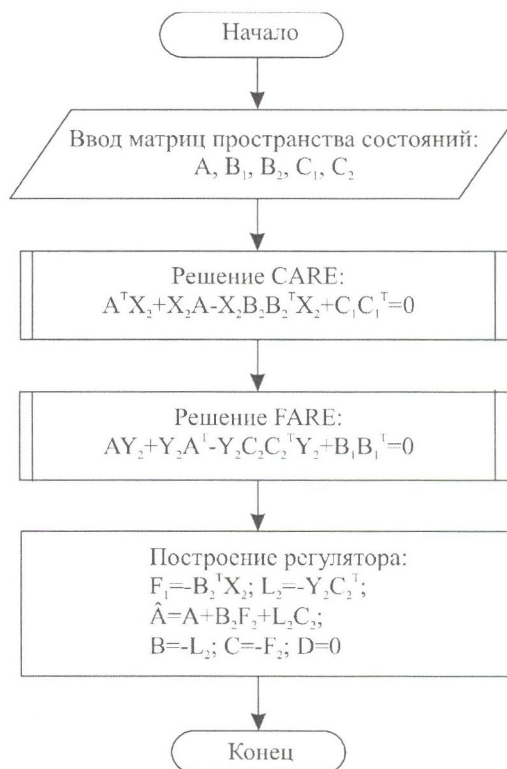 Начало
Ввод матриц пространства состояний:
A, B₁, B₂, C₁, C₂
Решение CARE:
AᵀX₂+X₂A-X₂B₂B₂ᵀX₂+C₁C₁ᵀ=0
Решение FARE:
AY₂+Y₂Aᵀ-Y₂C₂C₂ᵀY₂+B₁B₁ᵀ=0
Построение регулятора:
F₁=-B₂ᵀX₂; L₂=-Y₂C₂ᵀ;
Â=A+B₂F₂+L₂C₂;
B=-L₂; C=-F₂; D=0
Конец